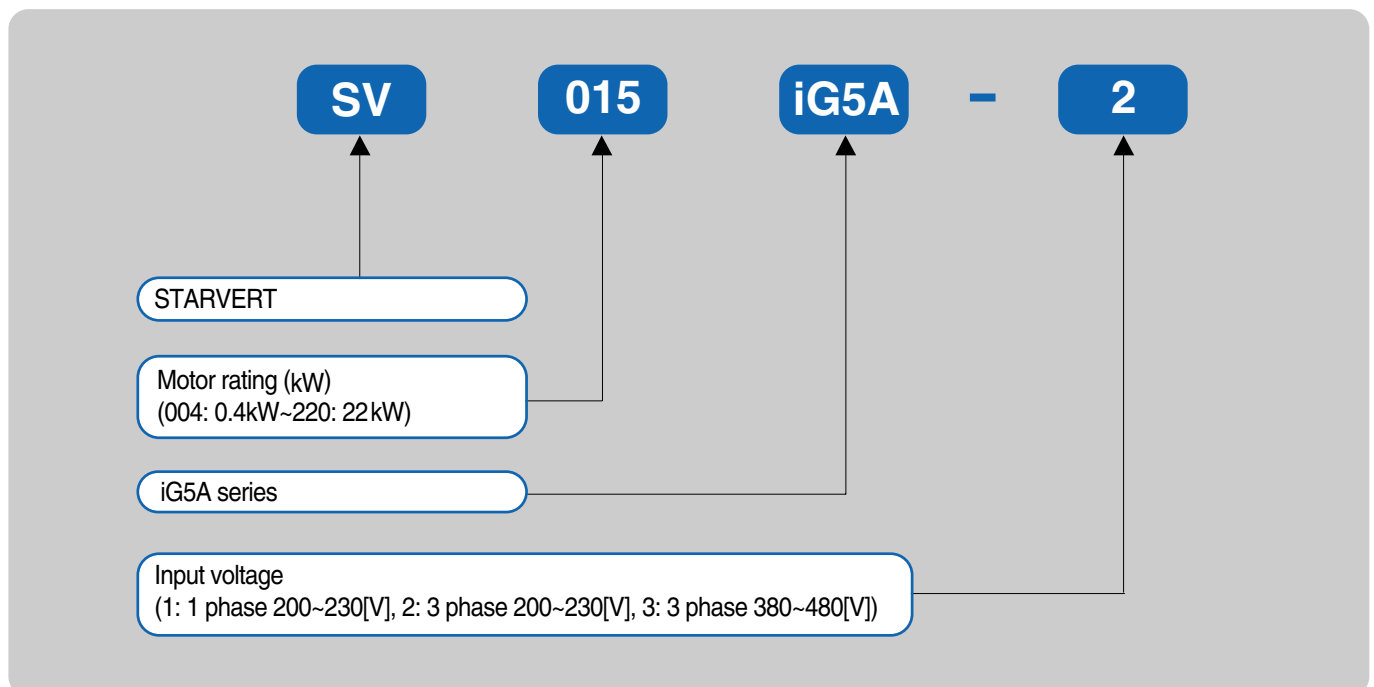 SV 015 iG5A - 2
STARVERT
Motor rating (kW)
(004: 0.4kW~220: 22kW)
iG5A series
Input voltage
(1: 1 phase 200~230[V], 2: 3 phase 200~230[V], 3: 3 phase 380~480[V])